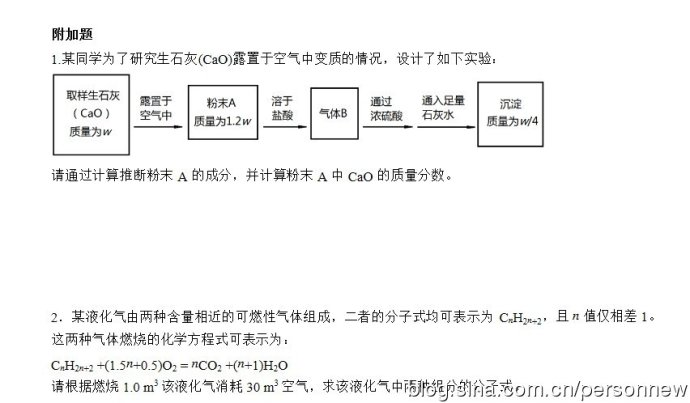 附加题
1.某同学为了研究生石灰(CaO)露置于空气中变质的情况，设计了如下实验：
取样生石灰
（CaO）
质量为w
露置于
空气中
粉末A
质量为1.2w
溶于
盐酸
气体B
通过
浓硫酸
通入足量
石灰水
沉淀
质量为w/4
请通过计算推断粉末 A 的成分，并计算粉末 A 中 CaO 的质量分数。
2．某液化气由两种含量相近的可燃性气体组成，二者的分子式均可表示为 CnH2n+2，且 n 值仅相差 1。
这两种气体燃烧的化学方程式可表示为：
CnH2n+2 +(1.5n+0.5)O2 = nCO2 +(n+1)H2O
请根据燃烧 1.0 m³ 该液化气消耗 30 m³ 空气，求该液化气中两种组分的分子式。
blog.sina.com.cn/personnew